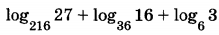 log₂₁₆ 27 + log₃₆ 16 + log₆ 3